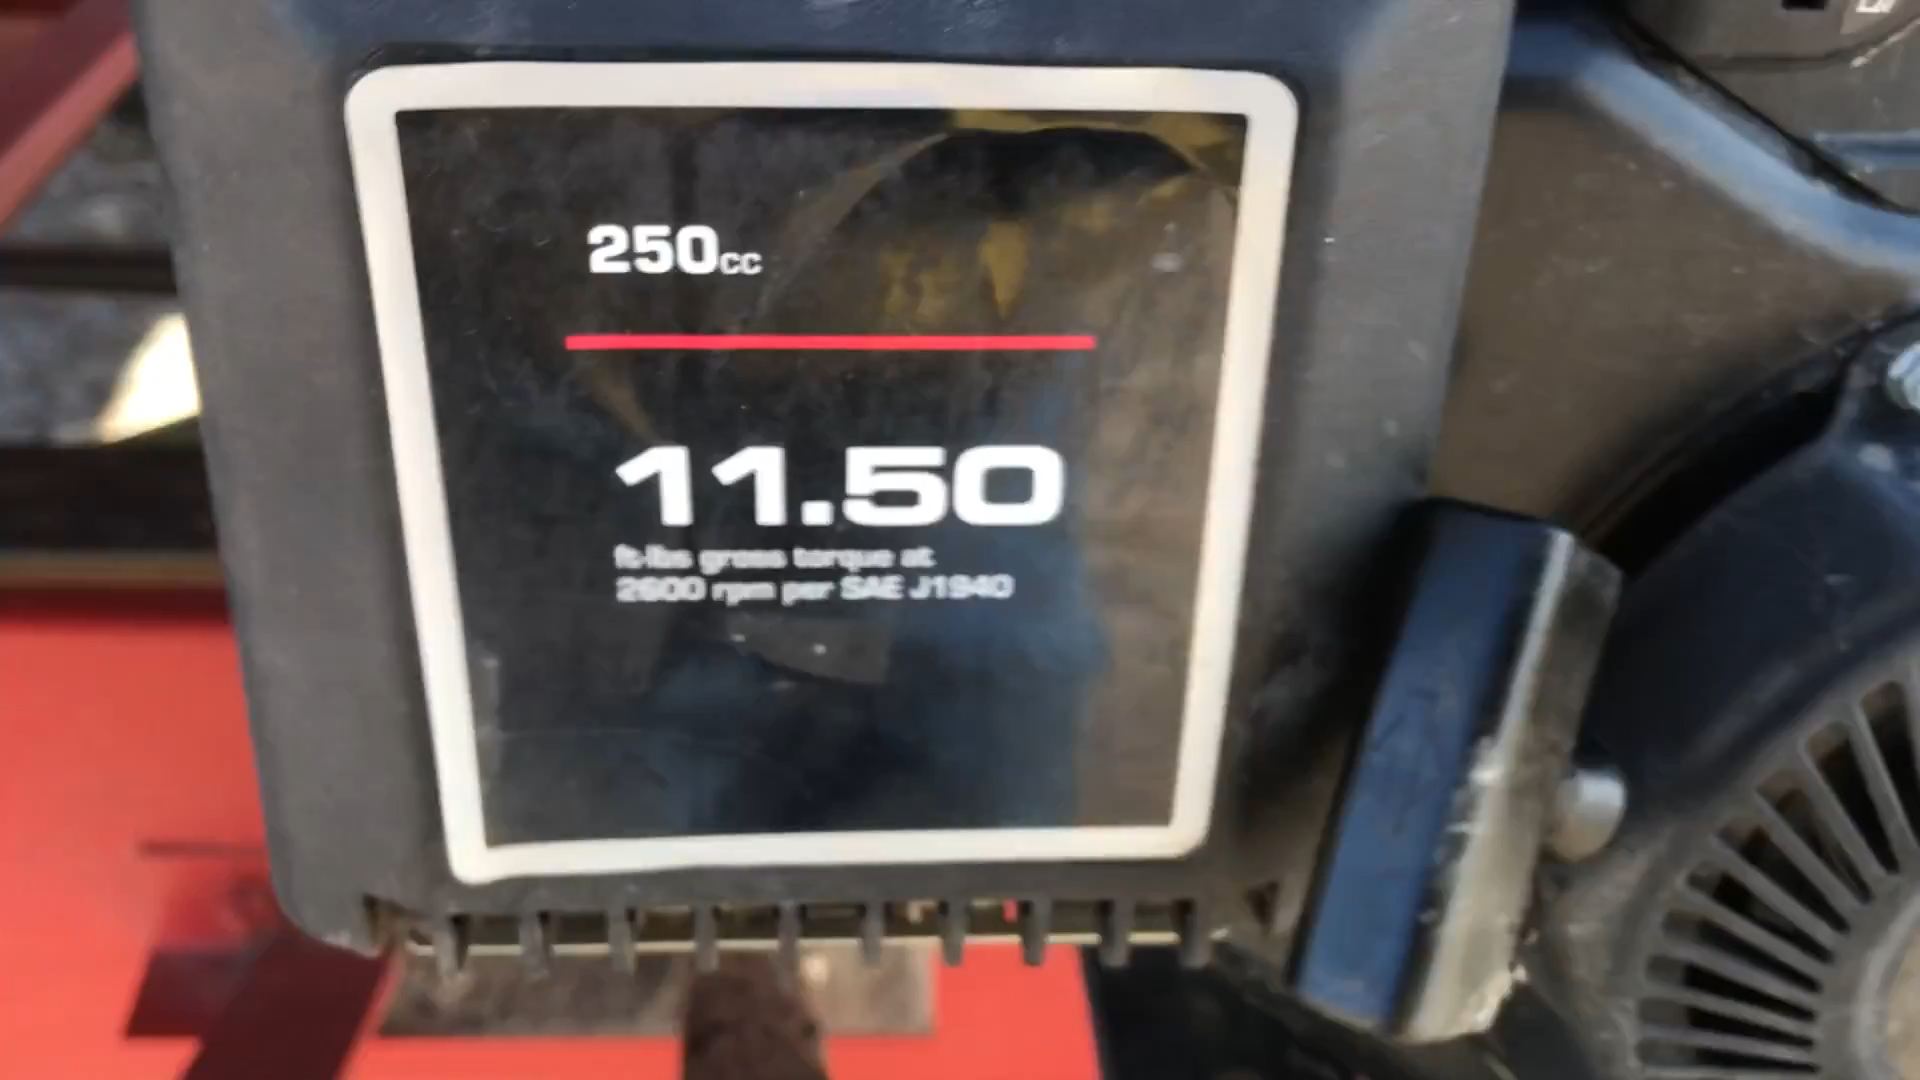 250cc
11.50
ft-lbs gross torque at
2600 rpm per SAE J1940